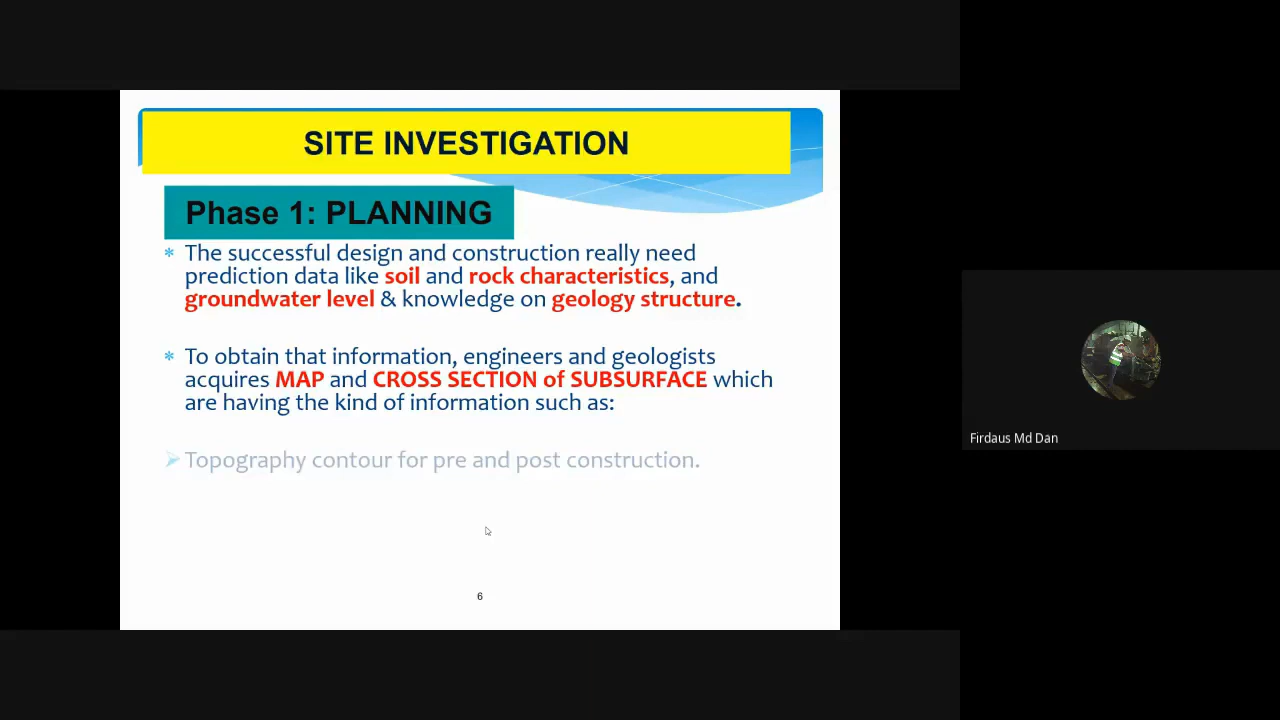 SITE INVESTIGATION
Phase 1: PLANNING
* The successful design and construction really need
prediction data like soil and rock characteristics, and
groundwater level & knowledge on geology structure.
* To obtain that information, engineers and geologists
acquires MAP and CROSS SECTION of SUBSURFACE which
are having the kind of information such as:
➢ Topography contour for pre and post construction.
6
Firdaus Md Dan